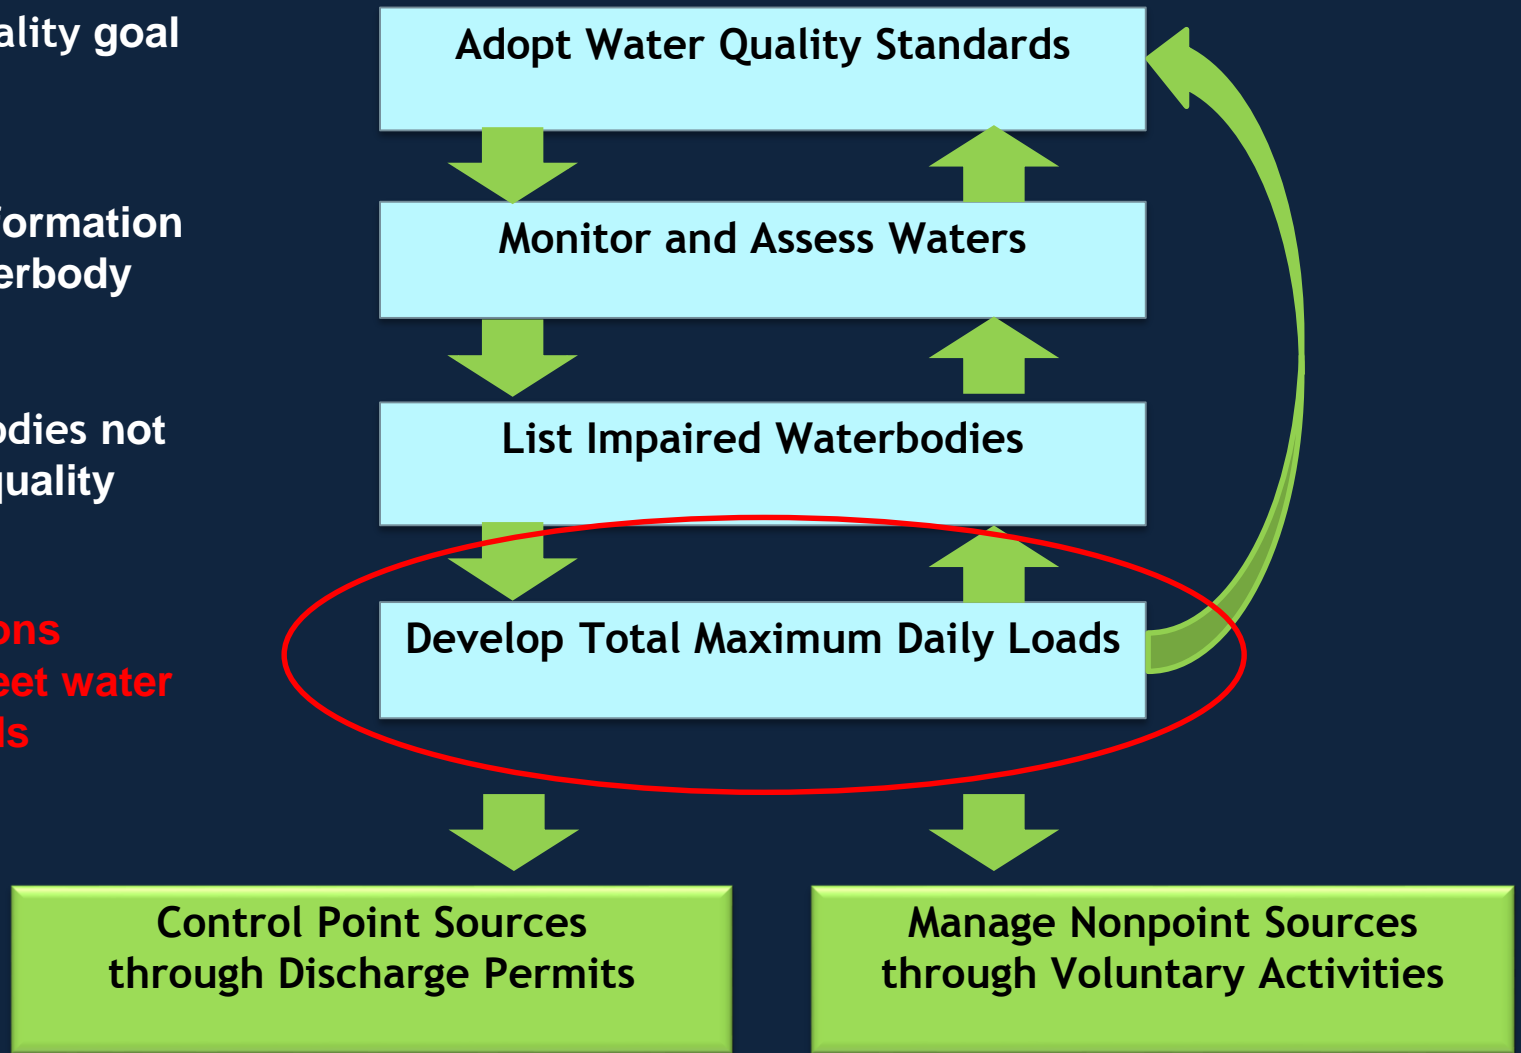 ality goal
Adopt Water Quality Standards
formation
erbody
Monitor and Assess Waters
odies not
quality
List Impaired Waterbodies
ons
eet water
ds
Develop Total Maximum Daily Loads
Control Point Sources
through Discharge Permits
Manage Nonpoint Sources
through Voluntary Activities